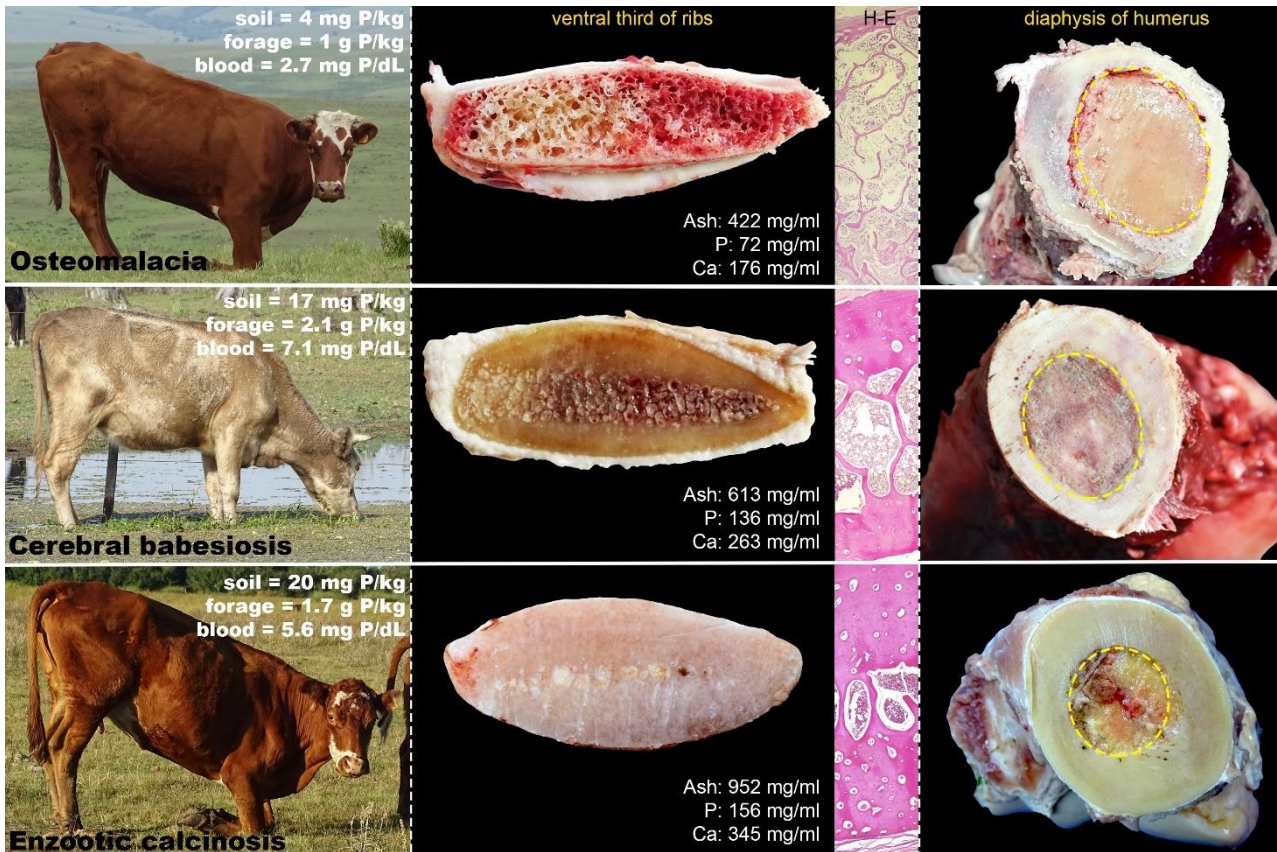 soil = 4 mg P/kg
forage = 1 g P/kg
blood = 2.7 mg P/dL
Osteomalacia
ventral third of ribs
Ash: 422 mg/ml
P: 72 mg/ml
Ca: 176 mg/ml
H-E
diaphysis of humerus
soil = 17 mg P/kg
forage = 2.1 g P/kg
blood = 7.1 mg P/dL
Cerebral babesiosis
Ash: 613 mg/ml
P: 136 mg/ml
Ca: 263 mg/ml
soil = 20 mg P/kg
forage = 1.7 g P/kg
blood = 5.6 mg P/dL
Enzootic calcinosis
Ash: 952 mg/ml
P: 156 mg/ml
Ca: 345 mg/ml